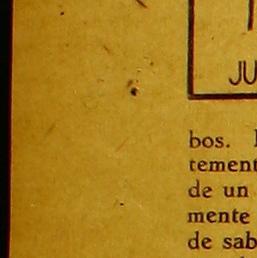 JU
bos.
tement
de un
mente
de sab